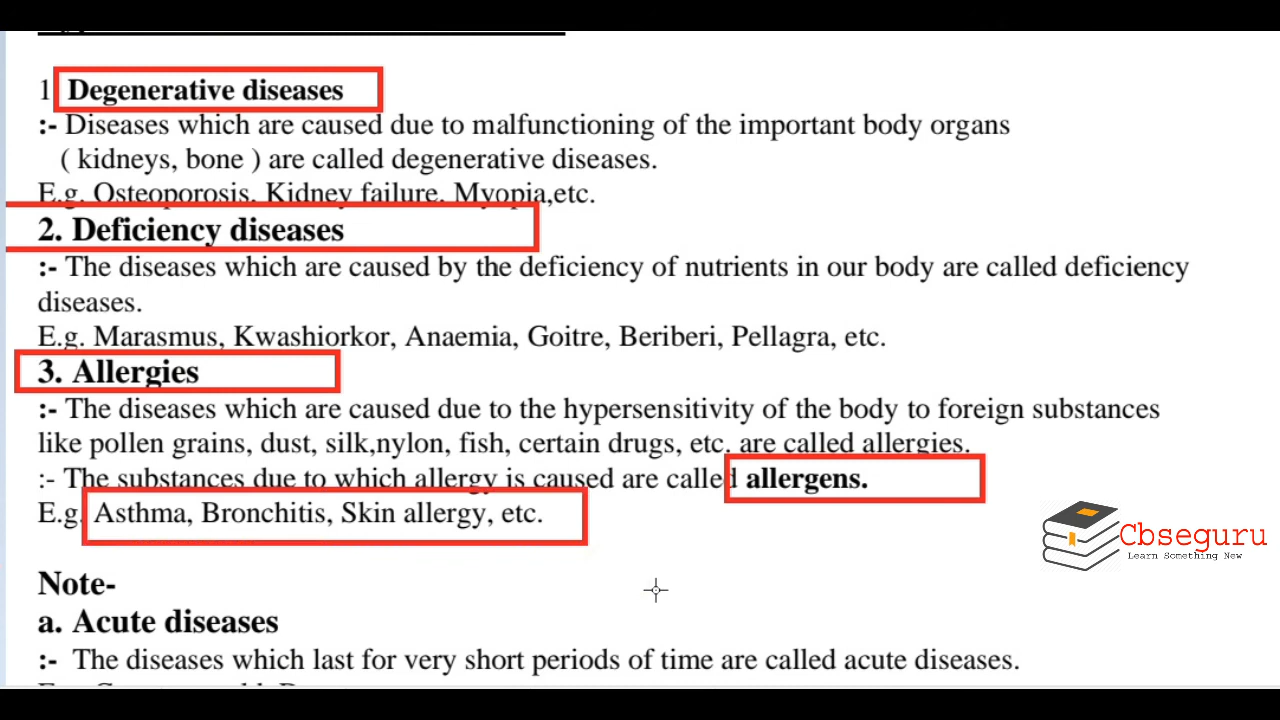 1 Degenerative diseases
:- Diseases which are caused due to malfunctioning of the important body organs
( kidneys, bone ) are called degenerative diseases.
E.g. Osteoporosis, Kidney failure, Myopia,etc.
2. Deficiency diseases
:- The diseases which are caused by the deficiency of nutrients in our body are called deficiency
diseases.
E.g. Marasmus, Kwashiorkor, Anaemia, Goitre, Beriberi, Pellagra, etc.
3. Allergies
:- The diseases which are caused due to the hypersensitivity of the body to foreign substances
like pollen grains, dust, silk,nylon, fish, certain drugs, etc. are called allergies.
:- The substances due to which allergy is caused are called allergens.
E.g. Asthma, Bronchitis, Skin allergy, etc.
Cbseguru
Learn Something New
Note-
a. Acute diseases
:- The diseases which last for very short periods of time are called acute diseases.